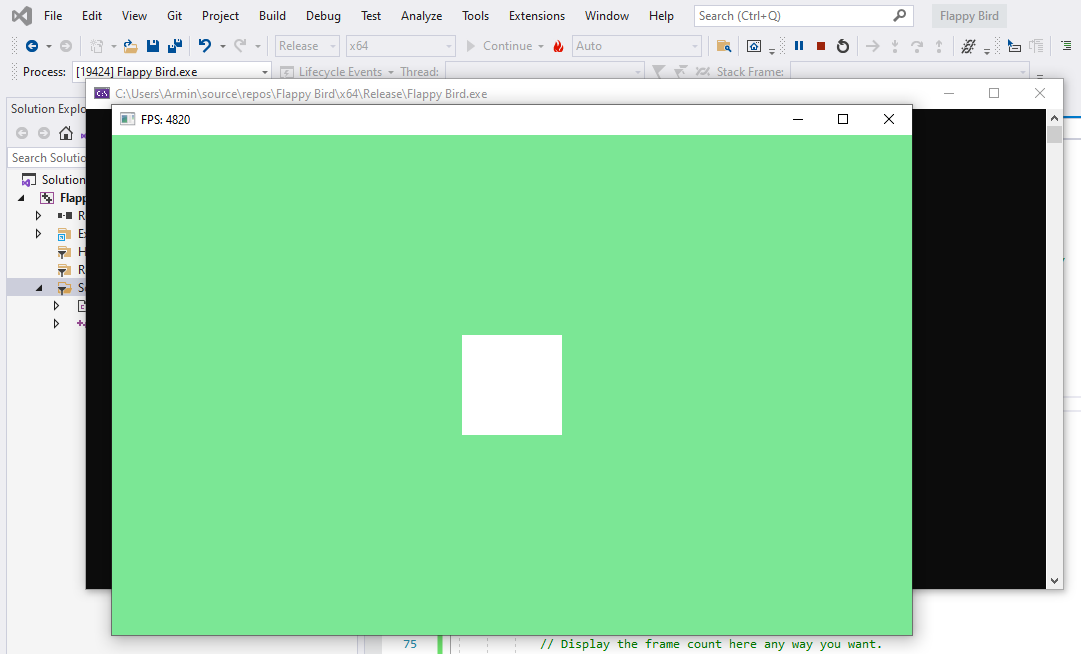 File Edit View Git Project Build Debug Test Analyze Tools Extensions Window Help Search (Ctrl+Q) Flappy Bird
Release x64 Continue Auto
Process: [19424] Flappy Bird.exe Lifecycle Events Thread: Stack Frame:
C:\Users\Armin\source\repos\Flappy Bird\x64\Release\Flappy Bird.exe
Solution Explo
FPS: 4820
Search Solutio
Solution
Flapp
R
E
H
R
S
75 // Display the frame count here any way you want.